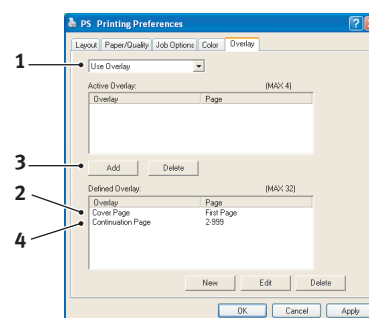 PS Printing Preferences
Layout Paper/Quality Job Options Color Overlay
1
Use Overlay
Active Overlay: (MAX 4)
Overlay Page
3
Add Delete
2
Defined Overlay: (MAX 32)
Overlay Page
Cover Page First Page
4
Continuation Page 2-999
New Edit Delete
OK Cancel Apply